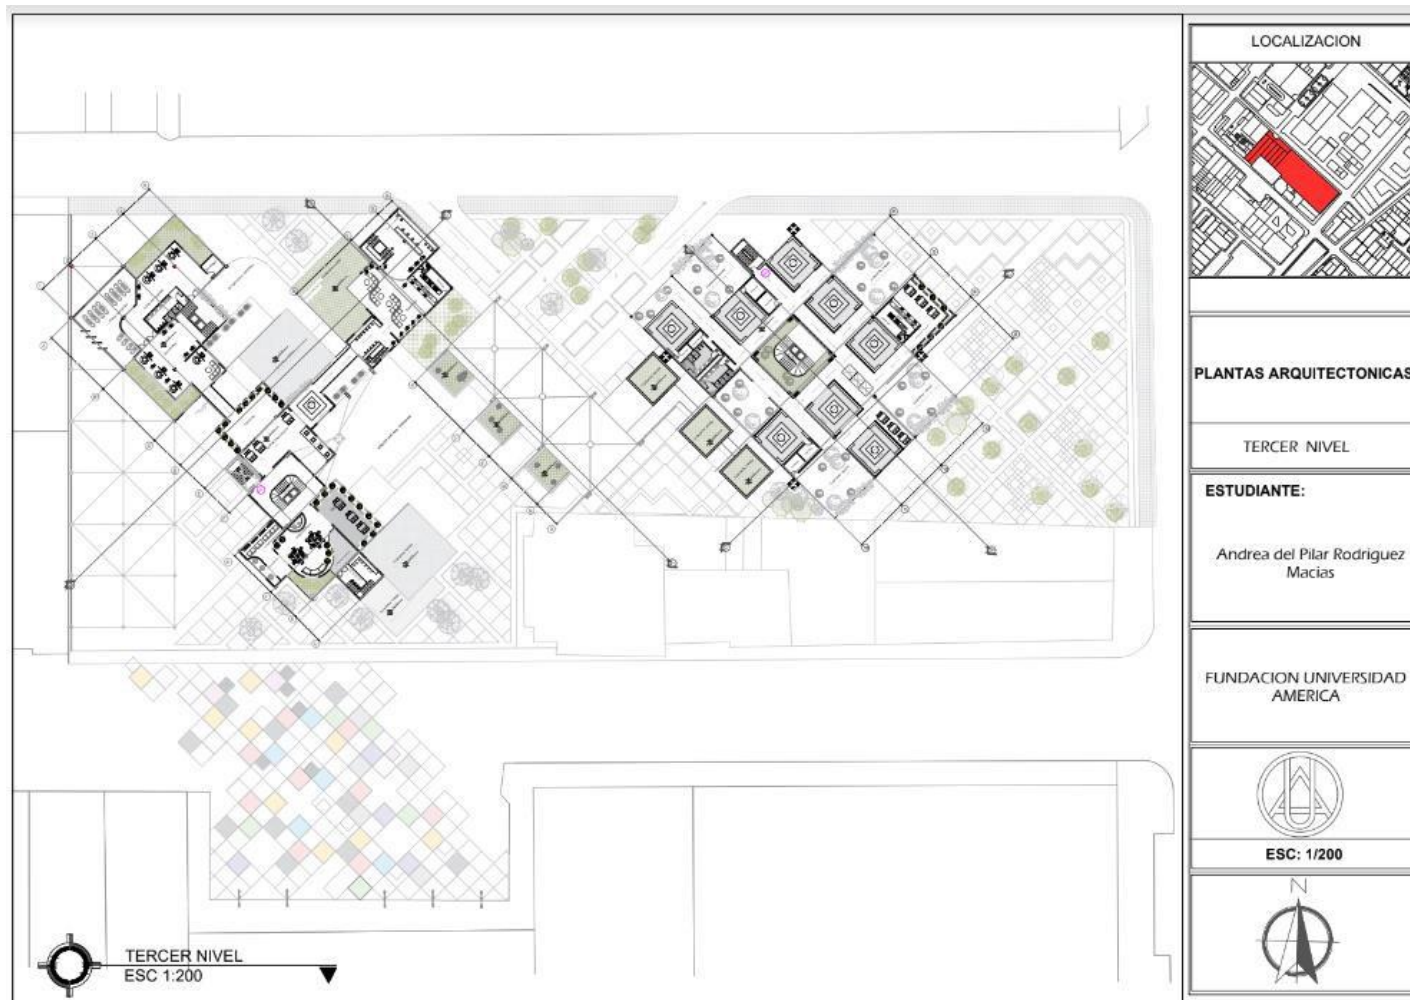 LOCALIZACION
PLANTAS ARQUITECTONICAS
TERCER NIVEL
ESTUDIANTE:
Andrea del Pilar Rodriguez
Macias
FUNDACION UNIVERSIDAD
AMERICA
ESC: 1/200
N
TERCER NIVEL
ESC 1:200